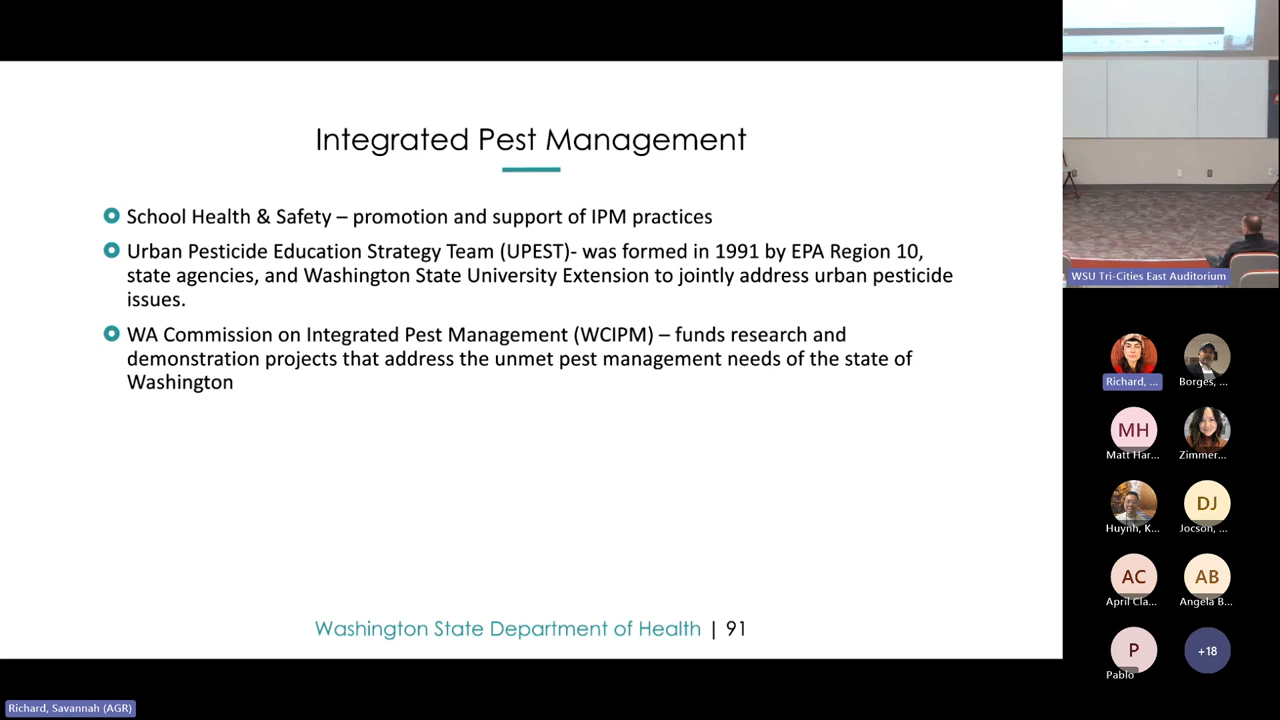 Integrated Pest Management
School Health & Safety – promotion and support of IPM practices
Urban Pesticide Education Strategy Team (UPEST)- was formed in 1991 by EPA Region 10,
state agencies, and Washington State University Extension to jointly address urban pesticide
issues.
WA Commission on Integrated Pest Management (WCIPM) – funds research and
demonstration projects that address the unmet pest management needs of the state of
Washington
Washington State Department of Health | 91
WSU Tri-Cities East Auditorium
Richard, ...
Borges, ...
MH
Matt Har...
Zimmer...
Huynh, K...
DJ
Jocson, ...
AC
April Cla...
AB
Angela B...
P
Pablo
+18
Richard, Savannah (AGR)